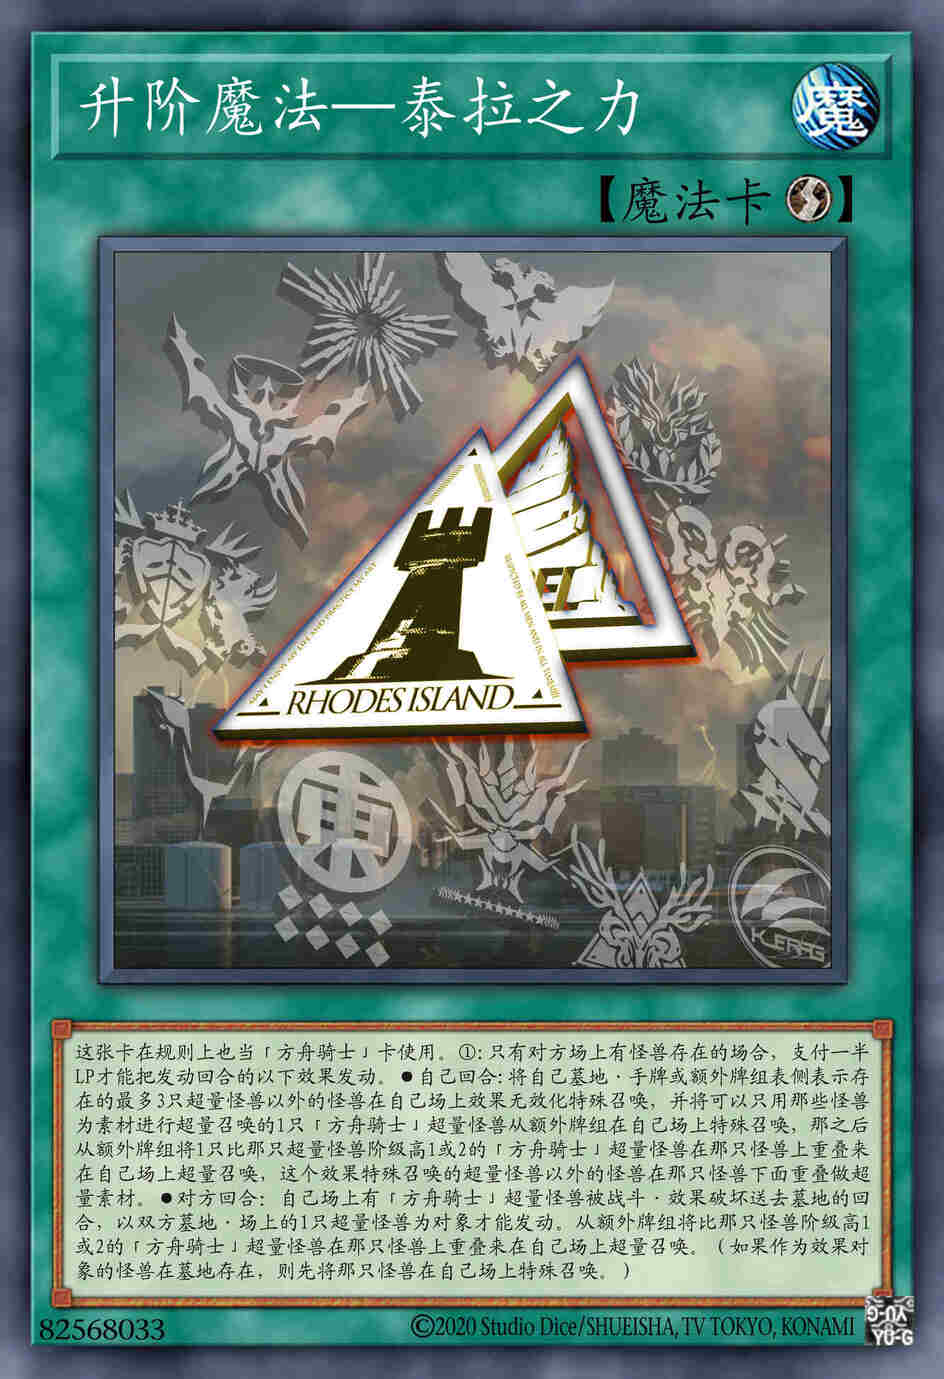 升阶魔法—泰拉之力
魔
【魔法卡】
EL
RHODES ISLAND
東
KJERAG
这张卡在规则上也当「方舟骑士」卡使用。①:只有对方场上有怪兽存在的场合，支付一半
LP才能把发动回合的以下效果发动。●自己回合:将自己墓地·手牌或额外牌组表侧表示存
在的最多3只超量怪兽以外的怪兽在自己场上效果无效化特殊召唤，并将可以只用那些怪兽
为素材进行超量召唤的1只「方舟骑士」超量怪兽从额外牌组在自己场上特殊召唤，那之后
从额外牌组将1只比那只超量怪兽阶级高1或2的「方舟骑士」超量怪兽在那只怪兽上重叠来
在自己场上超量召唤，这个效果特殊召唤的超量怪兽以外的怪兽在那只怪兽下面重叠做超
量素材。●对方回合：自己场上有「方舟骑士」超量怪兽被战斗·效果破坏送去墓地的回
合，以双方墓地·场上的1只超量怪兽为对象才能发动。从额外牌组将比那只怪兽阶级高1
或2的「方舟骑士」超量怪兽在那只怪兽上重叠来在自己场上超量召唤。（如果作为效果对
象的怪兽在墓地存在，则先将那只怪兽在自己场上特殊召唤。）
82568033
©2020 Studio Dice/SHUEISHA, TV TOKYO, KONAMI
YU-G